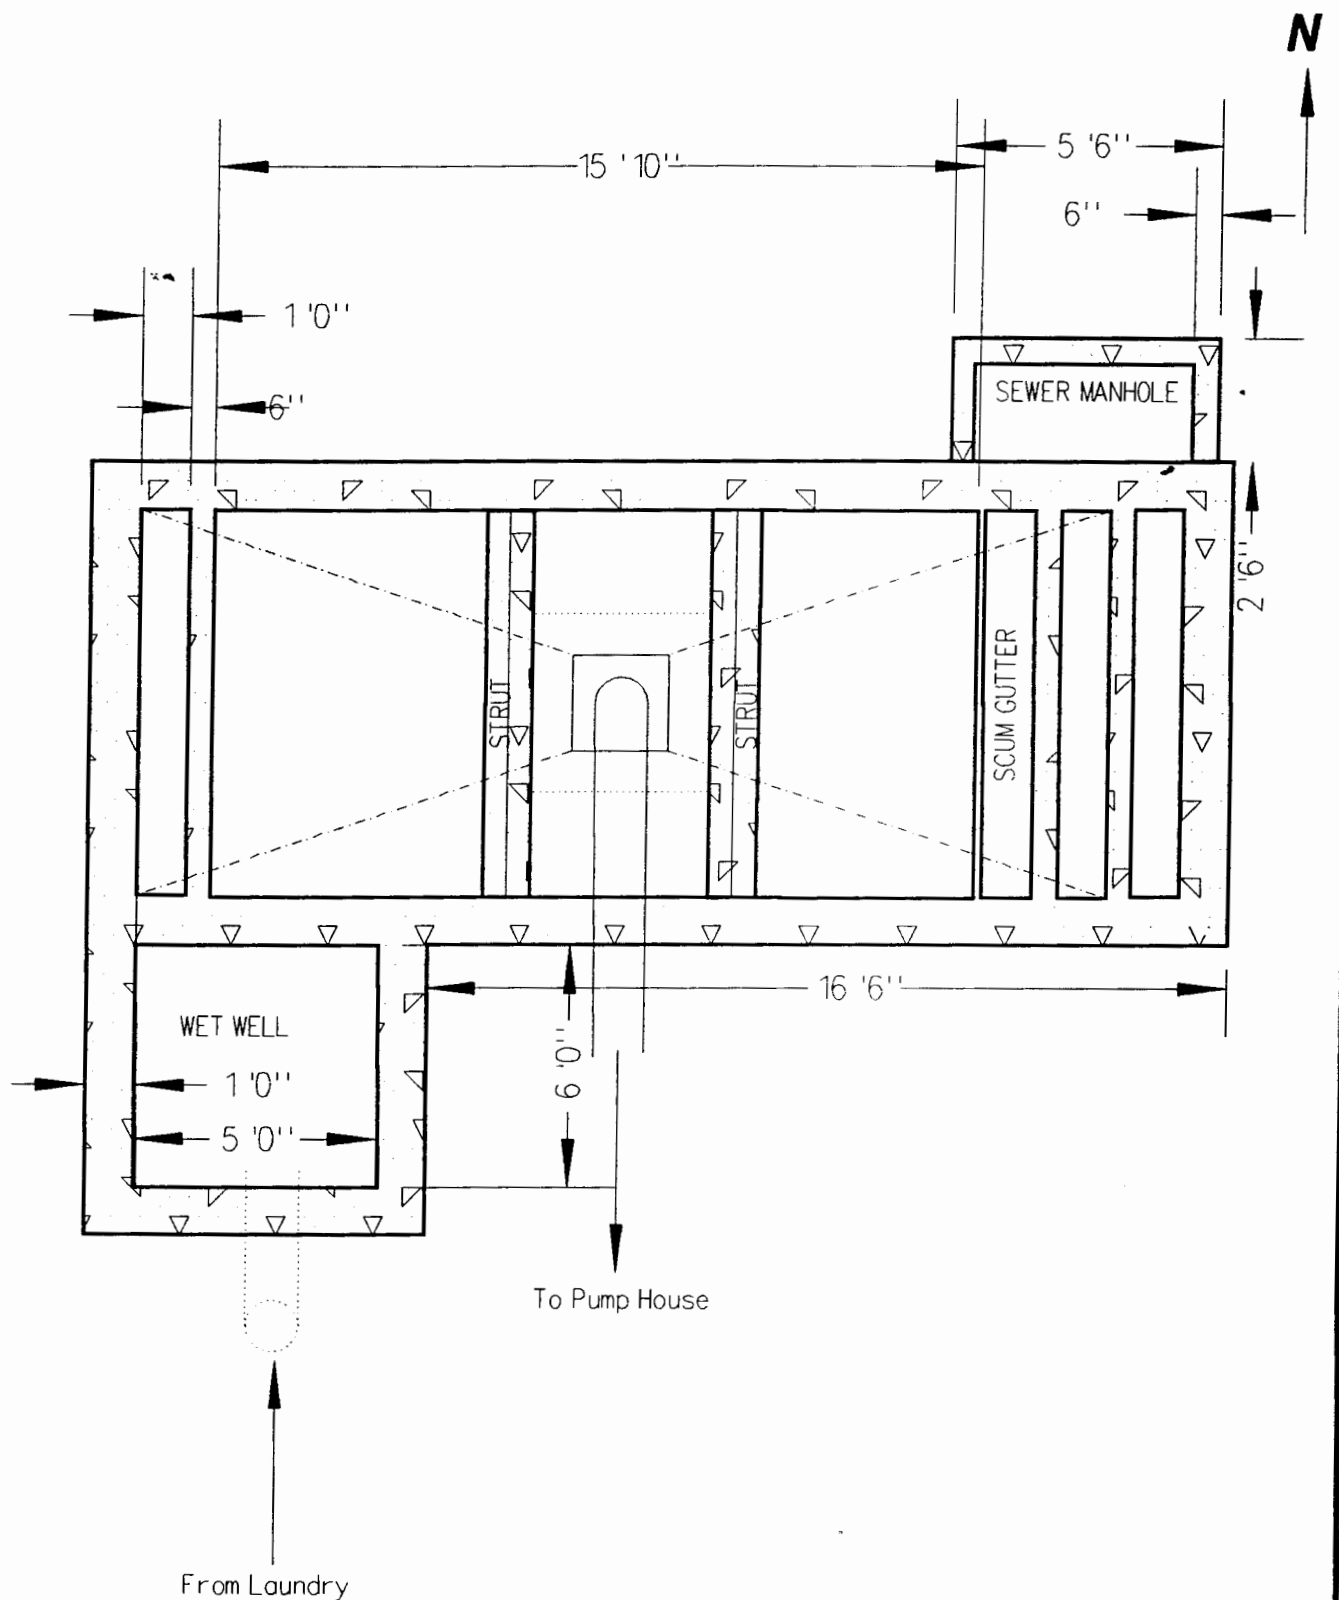 N
5 '6''
15 '10''
6''
1 '0''
6''
SEWER MANHOLE
2 '6''
STRUT
STRUT
SCUM GUTTER
16 '6''
WET WELL
6 '0''
1 '0''
5 '0''
To Pump House
From Laundry